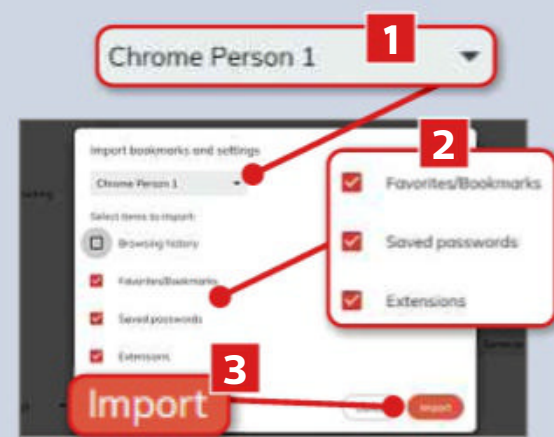 1
Chrome Person 1
2
Import bookmarks and settings
Chrome Person 1
Select items to import:
Browsing history
Favorites/Bookmarks
Saved passwords
Extensions
Favorites/Bookmarks
Saved passwords
Extensions
3
Import
Import